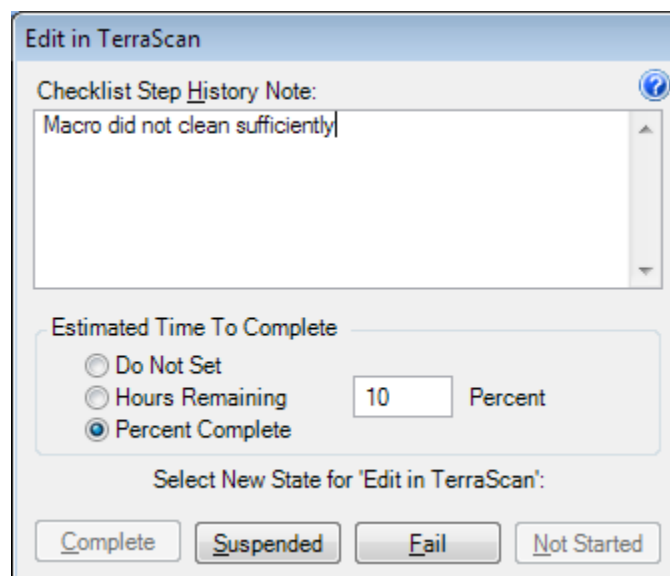 Edit in TerraScan
Checklist Step History Note:
Macro did not clean sufficiently
Estimated Time To Complete
Do Not Set
Hours Remaining
10 Percent
Percent Complete
Select New State for 'Edit in TerraScan':
Complete Suspended Fail Not Started